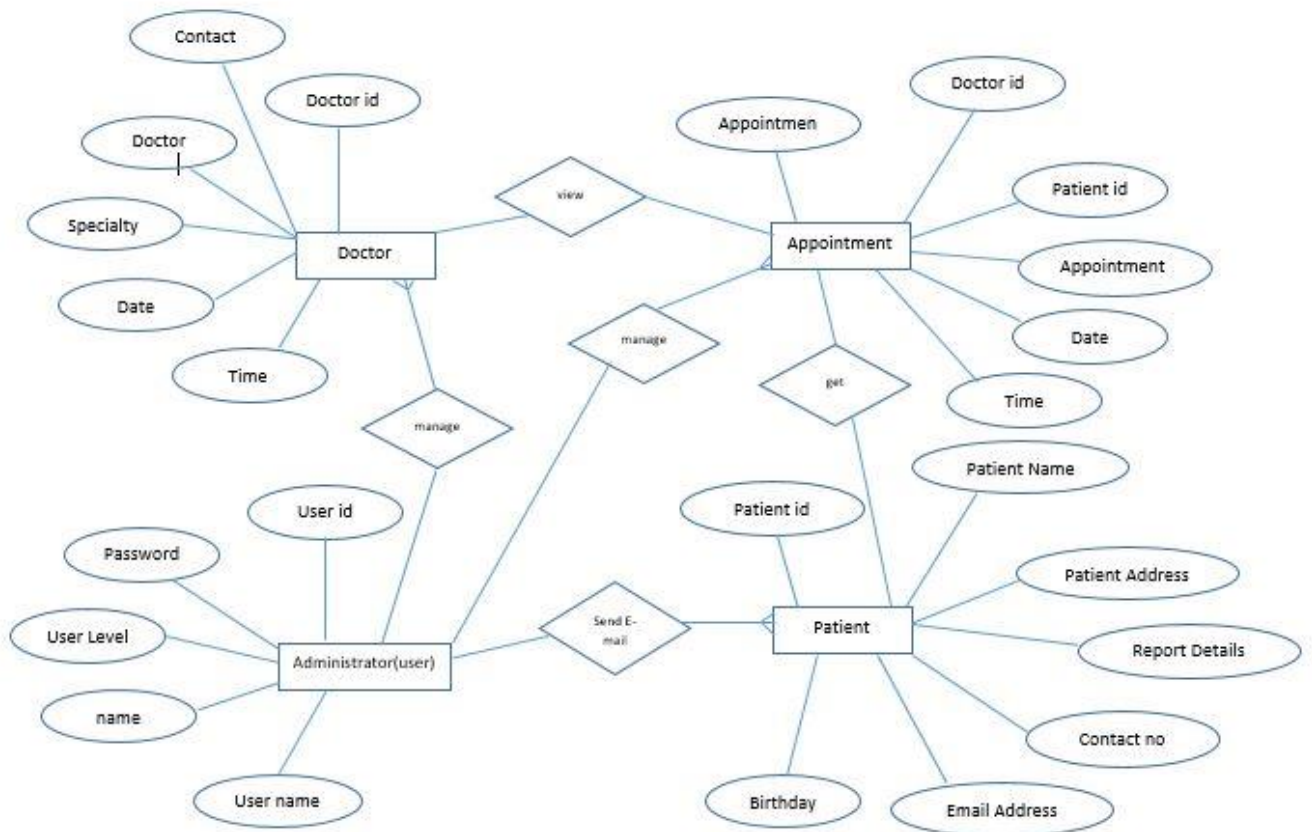 Contact
Doctor id
Doctor
Specialty
Date
Time
Doctor
view
Appointmen
Doctor id
Patient id
Appointment
Appointment
Date
Time
manage
manage
get
User id
Password
User Level
name
User name
Administrator(user)
Send E-
mail
Patient id
Patient Name
Patient Address
Patient
Report Details
Contact no
Email Address
Birthday